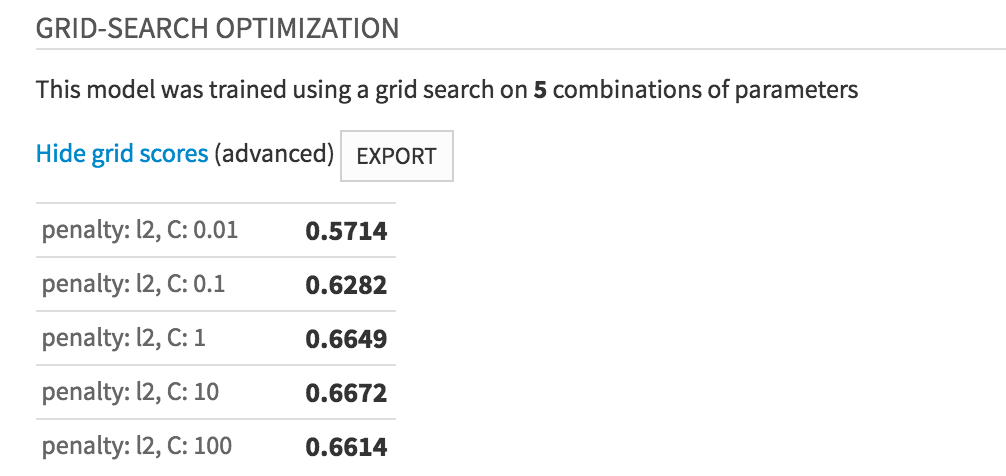 GRID-SEARCH OPTIMIZATION
This model was trained using a grid search on 5 combinations of parameters
Hide grid scores (advanced) EXPORT
penalty: l2, C: 0.01 0.5714
penalty: l2, C: 0.1 0.6282
penalty: l2, C: 1 0.6649
penalty: l2, C: 10 0.6672
penalty: l2, C: 100 0.6614